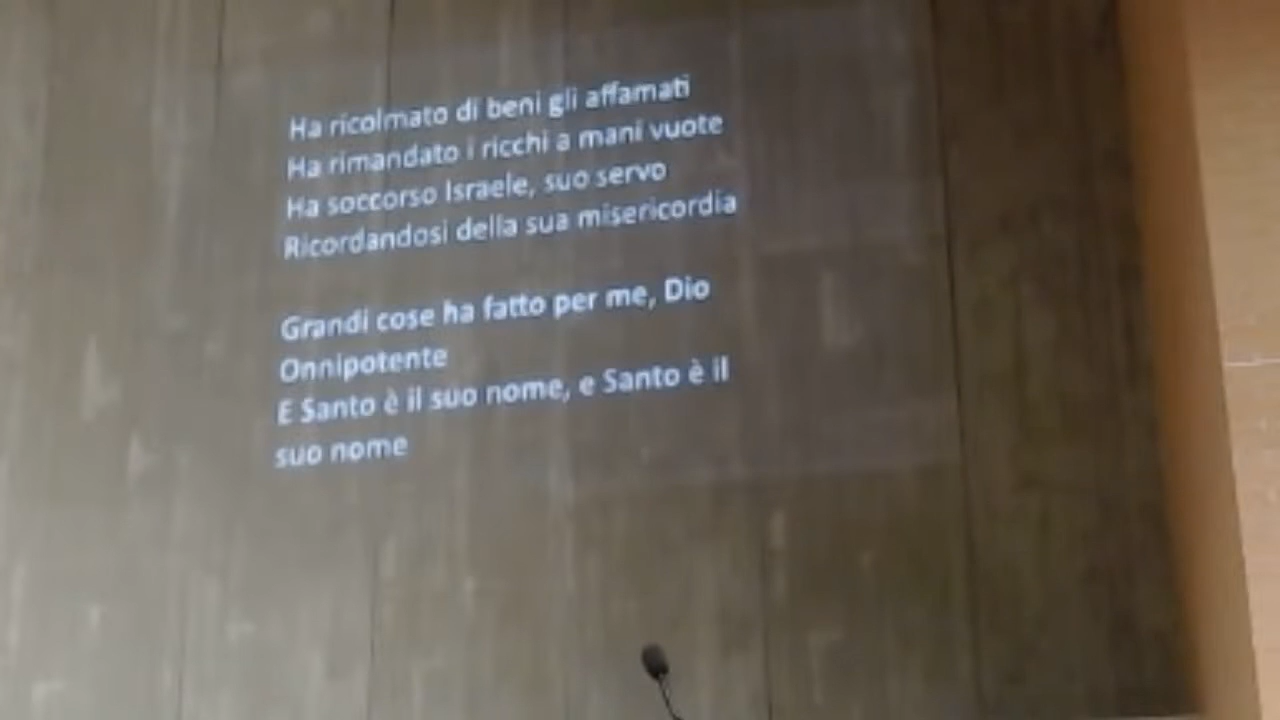 Ha ricolmato di beni gli affamati
Ha rimandato i ricchi a mani vuote
Ha soccorso Israele, suo servo
Ricordandosi della sua misericordia
Grandi cose ha fatto per me, Dio
Onnipotente
E Santo è il suo nome, e Santo è il
suo nome